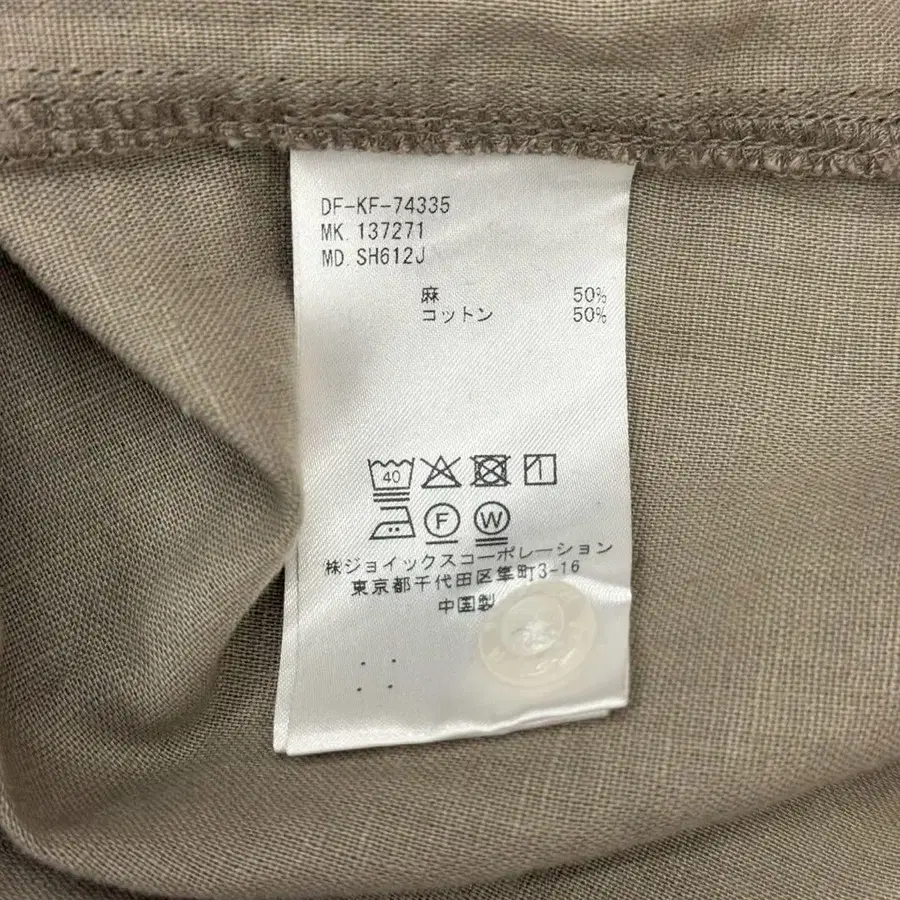 DF-KF-74335
MK. 137271
MD. SH612J
麻 50%
コットン 50%
40
F W
㈱ジョイックスコーポレーション
東京都千代田区隼町3-16
中国製